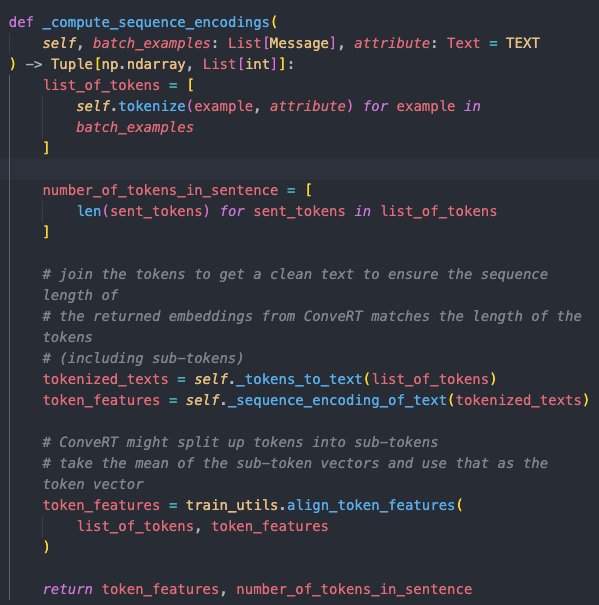 def _compute_sequence_encodings(
    self, batch_examples: List[Message], attribute: Text = TEXT
) -> Tuple[np.ndarray, List[int]]:
    list_of_tokens = [
        self.tokenize(example, attribute) for example in
        batch_examples
    ]

    number_of_tokens_in_sentence = [
        len(sent_tokens) for sent_tokens in list_of_tokens
    ]

    # join the tokens to get a clean text to ensure the sequence
    length of
    # the returned embeddings from ConveRT matches the length of the
    tokens
    # (including sub-tokens)
    tokenized_texts = self._tokens_to_text(list_of_tokens)
    token_features = self._sequence_encoding_of_text(tokenized_texts)

    # ConveRT might split up tokens into sub-tokens
    # take the mean of the sub-token vectors and use that as the
    token vector
    token_features = train_utils.align_token_features(
        list_of_tokens, token_features
    )

    return token_features, number_of_tokens_in_sentence